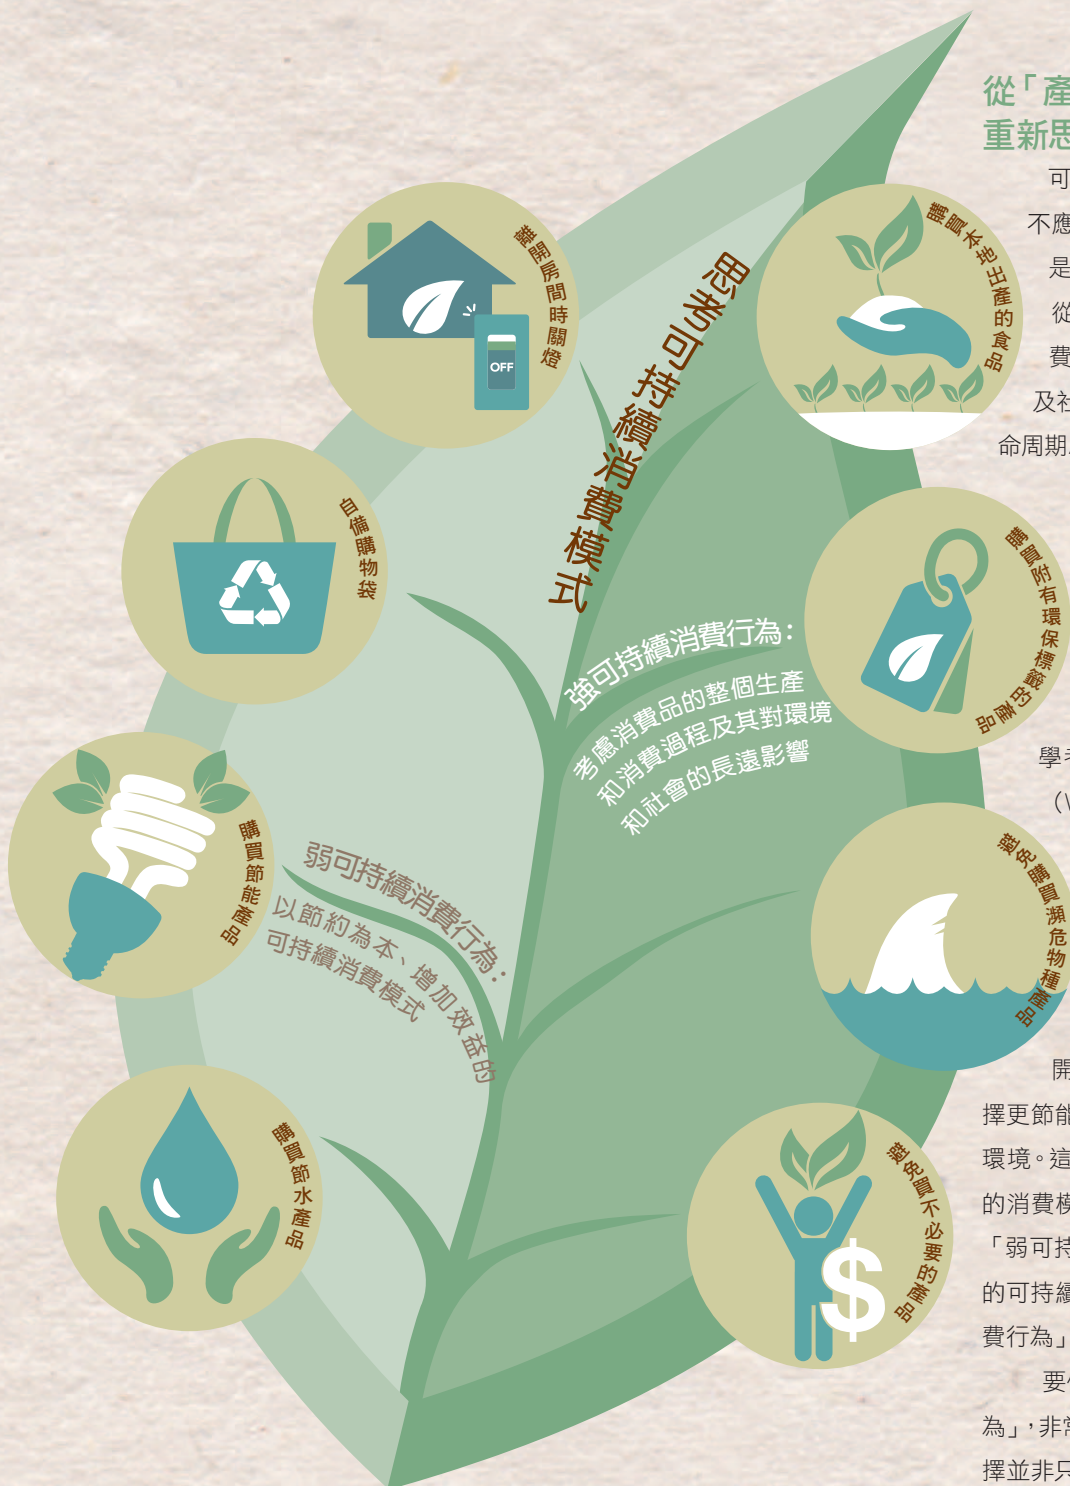 思考可持續消費模式
離開房間時關燈
OFF
自備購物袋
購買節能產品
購買節水產品
弱可持續消費行為：
以節約為本、增加效益的
可持續消費模式
強可持續消費行為：
考慮消費品的整個生產
和消費過程及其對環境
和社會的長遠影響
購買本地出產的食品
購買附有環保標籤的產品
避免購買瀕危物種產品
避免買不必要的產品
$
從「產
重新思
可
不應
是
從
費
及社
命周期
學者
開
擇更節能
環境。這
的消費模
「弱可持
的可持續
費行為」
要
為」，非常
擇並非只